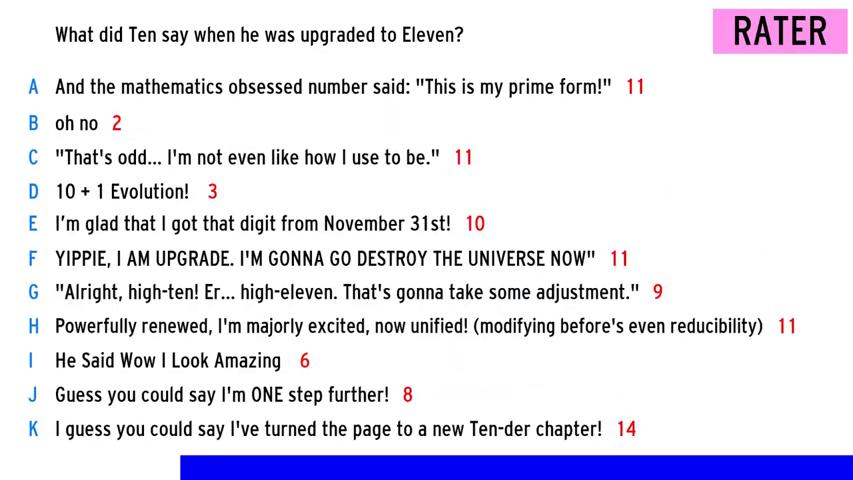 What did Ten say when he was upgraded to Eleven?
RATER
A And the mathematics obsessed number said: "This is my prime form!" 11
B oh no 2
C "That's odd... I'm not even like how I use to be." 11
D 10 + 1 Evolution! 3
E I'm glad that I got that digit from November 31st! 10
F YIPPIE, I AM UPGRADE. I'M GONNA GO DESTROY THE UNIVERSE NOW" 11
G "Alright, high-ten! Er... high-eleven. That's gonna take some adjustment." 9
H Powerfully renewed, I'm majorly excited, now unified! (modifying before's even reducibility) 11
I He Said Wow I Look Amazing 6
J Guess you could say I'm ONE step further! 8
K I guess you could say I've turned the page to a new Ten-der chapter! 14